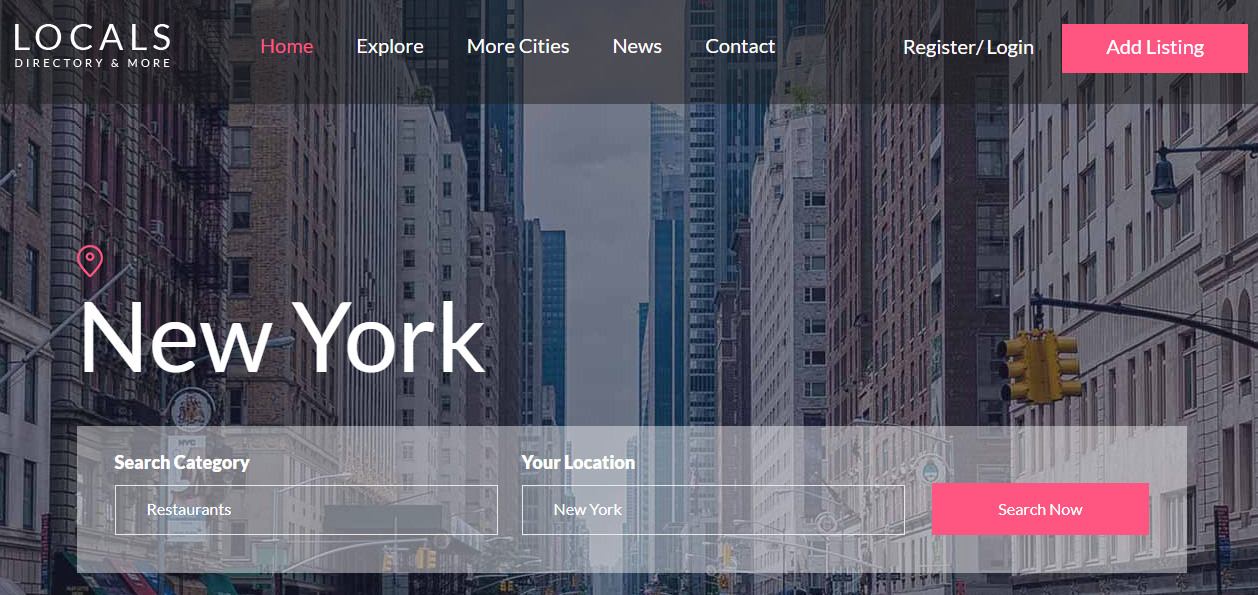 LOCALS
DIRECTORY & MORE
Home
Explore
More Cities
News
Contact
Register/ Login
Add Listing
New York
NYC
Search Category
Your Location
Restaurants
New York
Search Now